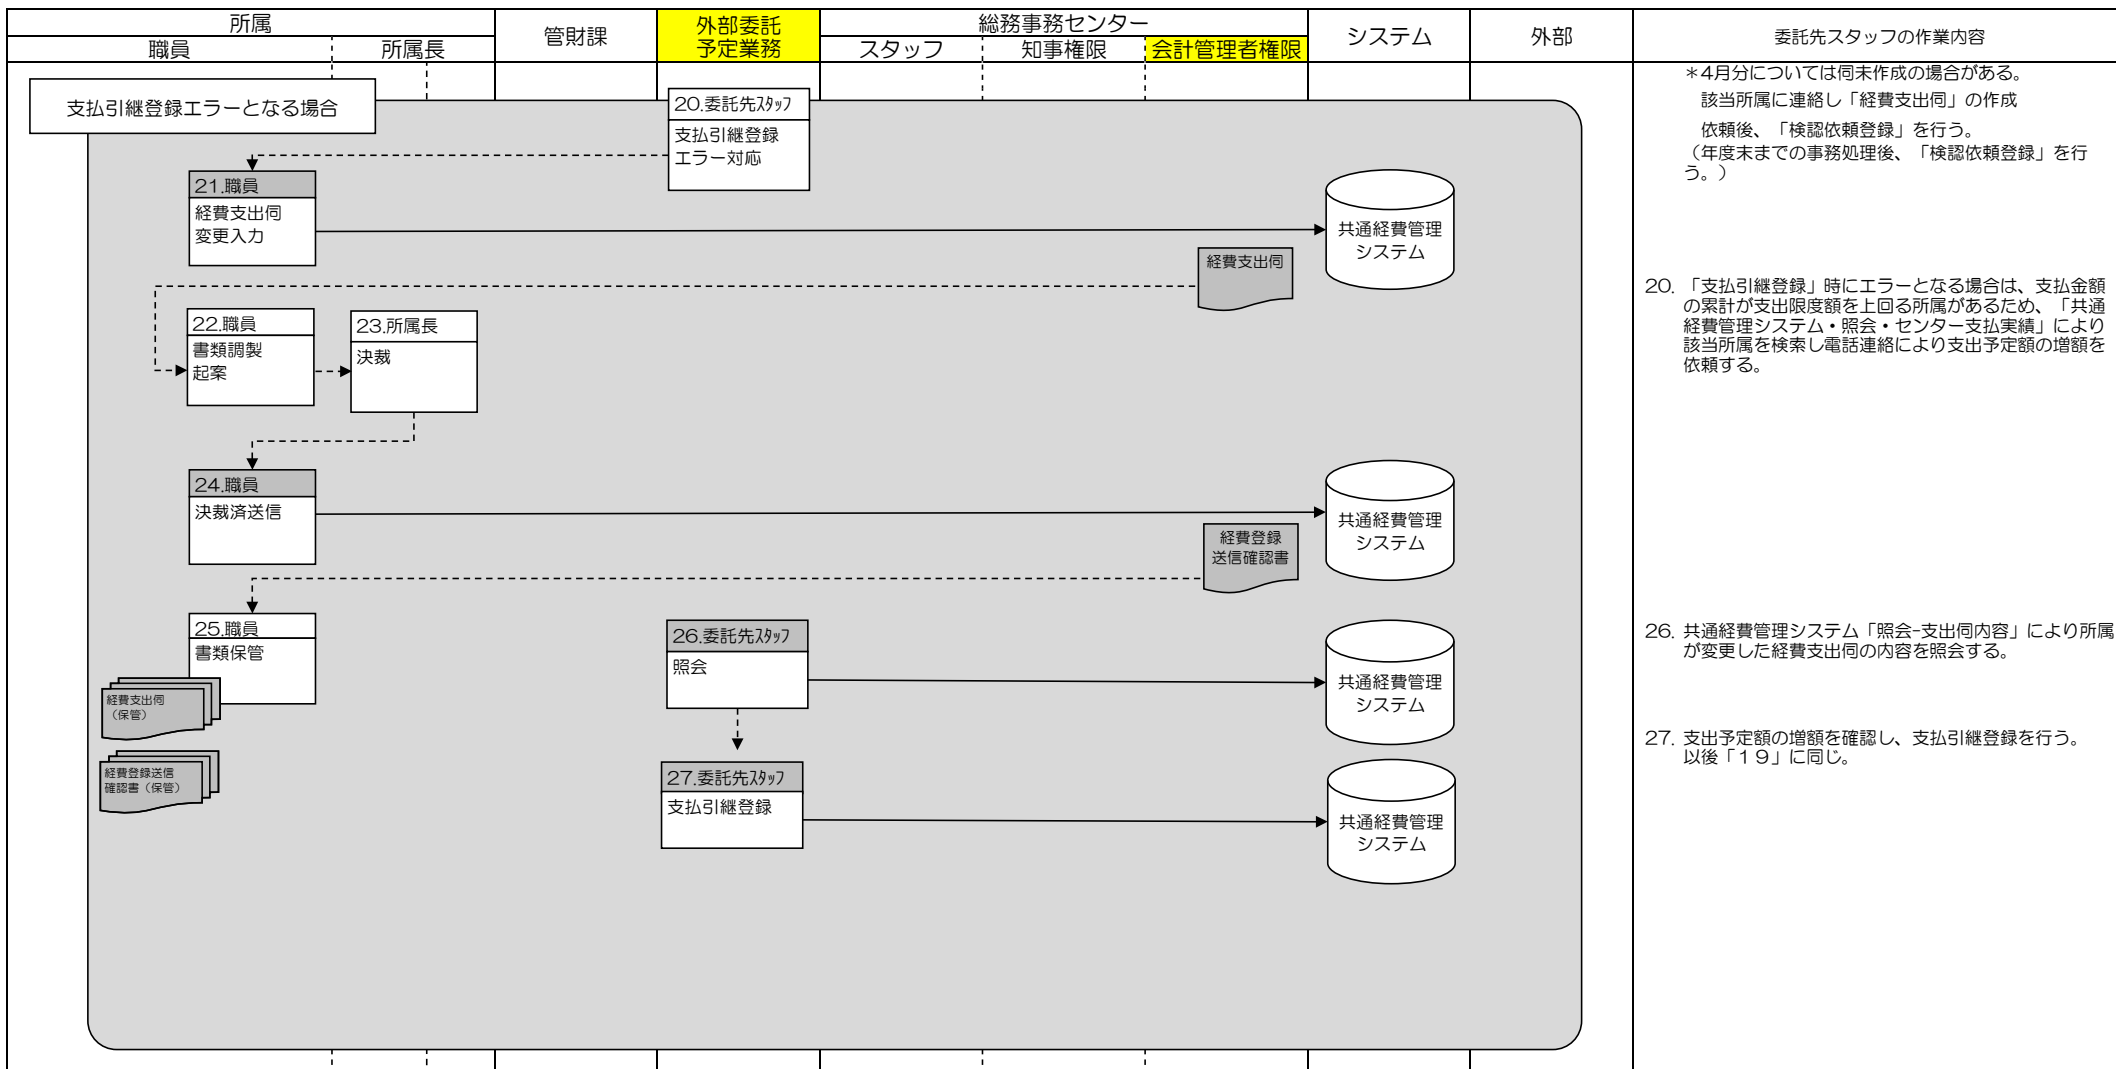 所属
職員
所属長
管財課
外部委託
予定業務
総務事務センター
スタッフ
知事権限
会計管理者権限
システム
外部
委託先スタッフの作業内容
支払引継登録エラーとなる場合
20.委託先ｽﾀｯﾌ
支払引継登録
エラー対応
21.職員
経費支出伺
変更入力
共通経費管理
システム
経費支出伺
22.職員
書類調製
起案
23.所属長
決裁
24.職員
決裁済送信
共通経費管理
システム
経費登録
送信確認書
25.職員
書類保管
経費支出伺
（保管）
経費登録送信
確認書（保管）
26.委託先ｽﾀｯﾌ
照会
共通経費管理
システム
27.委託先ｽﾀｯﾌ
支払引継登録
共通経費管理
システム
＊4月分については伺未作成の場合がある。
該当所属に連絡し「経費支出伺」の作成
依頼後、「検認依頼登録」を行う。
（年度末までの事務処理後、「検認依頼登録」を行
う。）
20. 「支払引継登録」時にエラーとなる場合は、支払金額
の累計が支出限度額を上回る所属があるため、「共通
経費管理システム・照会・センター支払実績」により
該当所属を検索し電話連絡により支出予定額の増額を
依頼する。
26. 共通経費管理システム「照会-支出伺内容」により所属
が変更した経費支出伺の内容を照会する。
27. 支出予定額の増額を確認し、支払引継登録を行う。
以後「１９」に同じ。